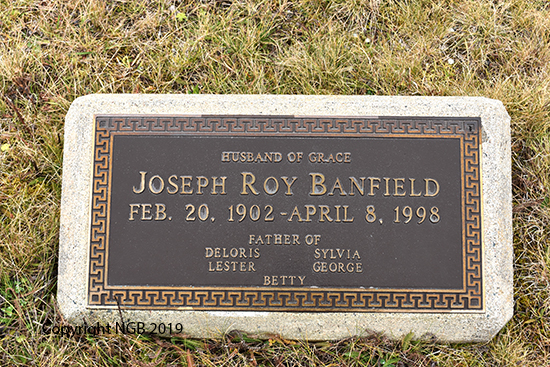 HUSBAND OF GRACE
JOSEPH ROY BANFIELD
FEB. 20, 1902 - APRIL 8, 1998
FATHER OF
DELORIS SYLVIA
LESTER GEORGE
BETTY
Copyright NGB 2019